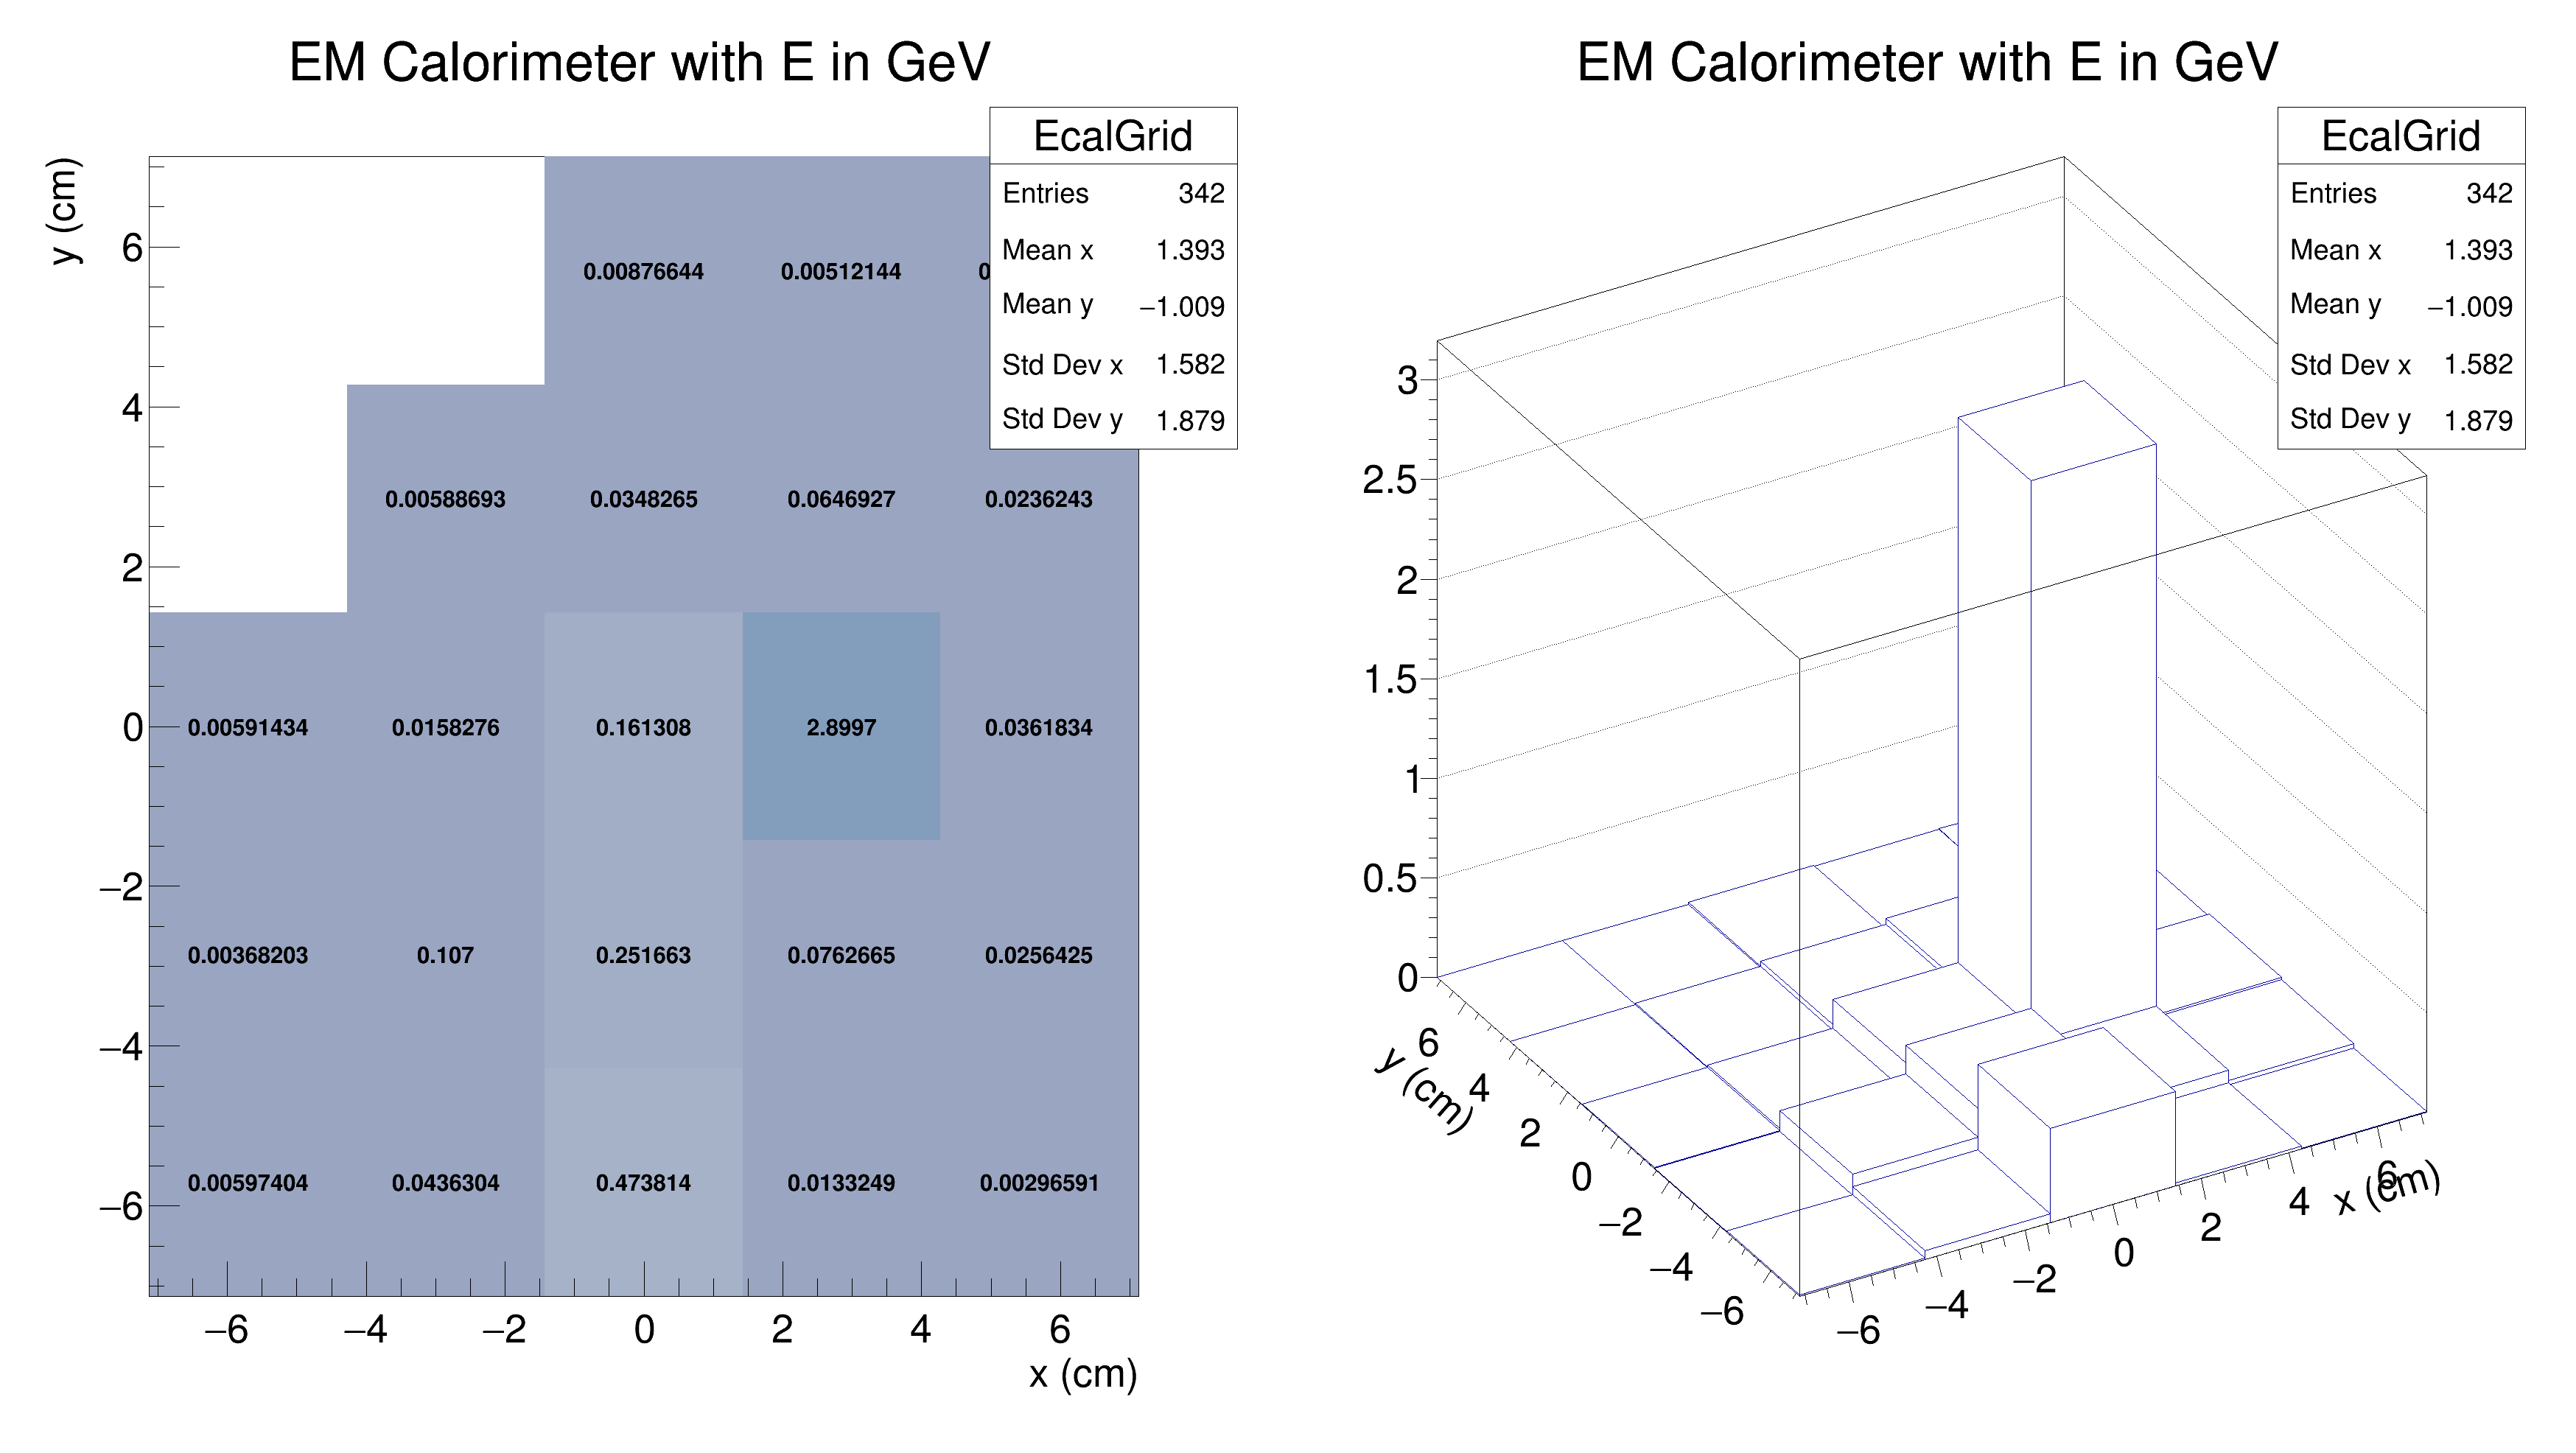 EM Calorimeter with E in GeV
EcalGrid
Entries 342
Mean x 1.393
Mean y −1.009
Std Dev x 1.582
Std Dev y 1.879
y (cm)
6
4
2
0
−2
−4
−6
0.00876644 0.00512144 0
0.00588693 0.0348265 0.0646927 0.0236243
0.00591434 0.0158276 0.161308 2.8997 0.0361834
0.00368203 0.107 0.251663 0.0762665 0.0256425
0.00597404 0.0436304 0.473814 0.0133249 0.00296591
−6 −4 −2 0 2 4 6
x (cm)
EM Calorimeter with E in GeV
EcalGrid
Entries 342
Mean x 1.393
Mean y −1.009
Std Dev x 1.582
Std Dev y 1.879
3
2.5
2
1.5
1
0.5
0
6
4
2
0
−2
−4
−6
y (cm)
−6
−4
−2
0
2
4
6
x (cm)